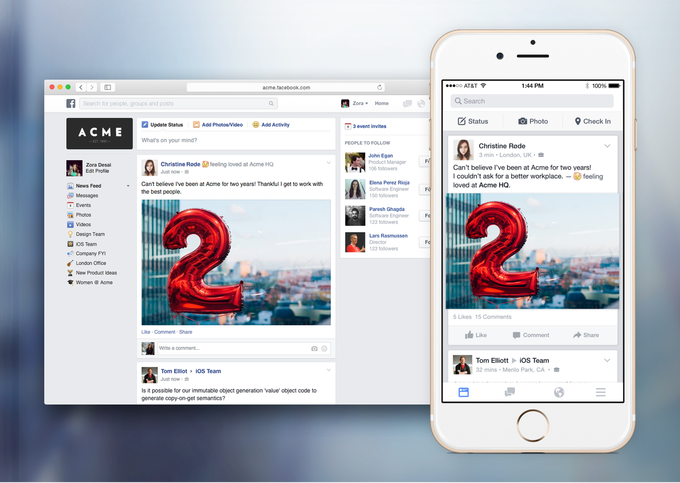 acme.facebook.com
Search for people, groups and posts
Zora
Home
ACME
Zora Desai
Edit Profile
News Feed
Messages
Events
Photos
Videos
Design Team
iOS Team
Company FYI
London Office
New Product Ideas
Women @ Acme
Update Status Add Photos/Video Add Activity
What's on your mind?
Christine Røde feeling loved at Acme HQ
Just now
Can't believe I've been at Acme for two years! Thankful I get to work with
the best people.
Like · Comment · Share
Write a comment...
Tom Elliot ▸ iOS Team
Just now
Is it possible for our immutable object generation 'value' object code to
generate copy-on-get semantics?
3 event invites
PEOPLE TO FOLLOW
John Egan
Product Manager
106 followers
Elena Perez Rioja
Software Engineer
Paresh Ghagda
Software Engineer
123 followers
Lars Rasmussen
Director
123 followers
AT&T 1:44 PM 100%
Search
Status Photo Check In
Christine Røde
3 min · London, UK ·
Can't believe I've been at Acme for two years!
I couldn't ask for a better workplace. — feeling
loved at Acme HQ.
5 Likes 15 Comments
Like Comment Share
Tom Elliott ▸ iOS Team
32 mins · Menlo Park, CA ·